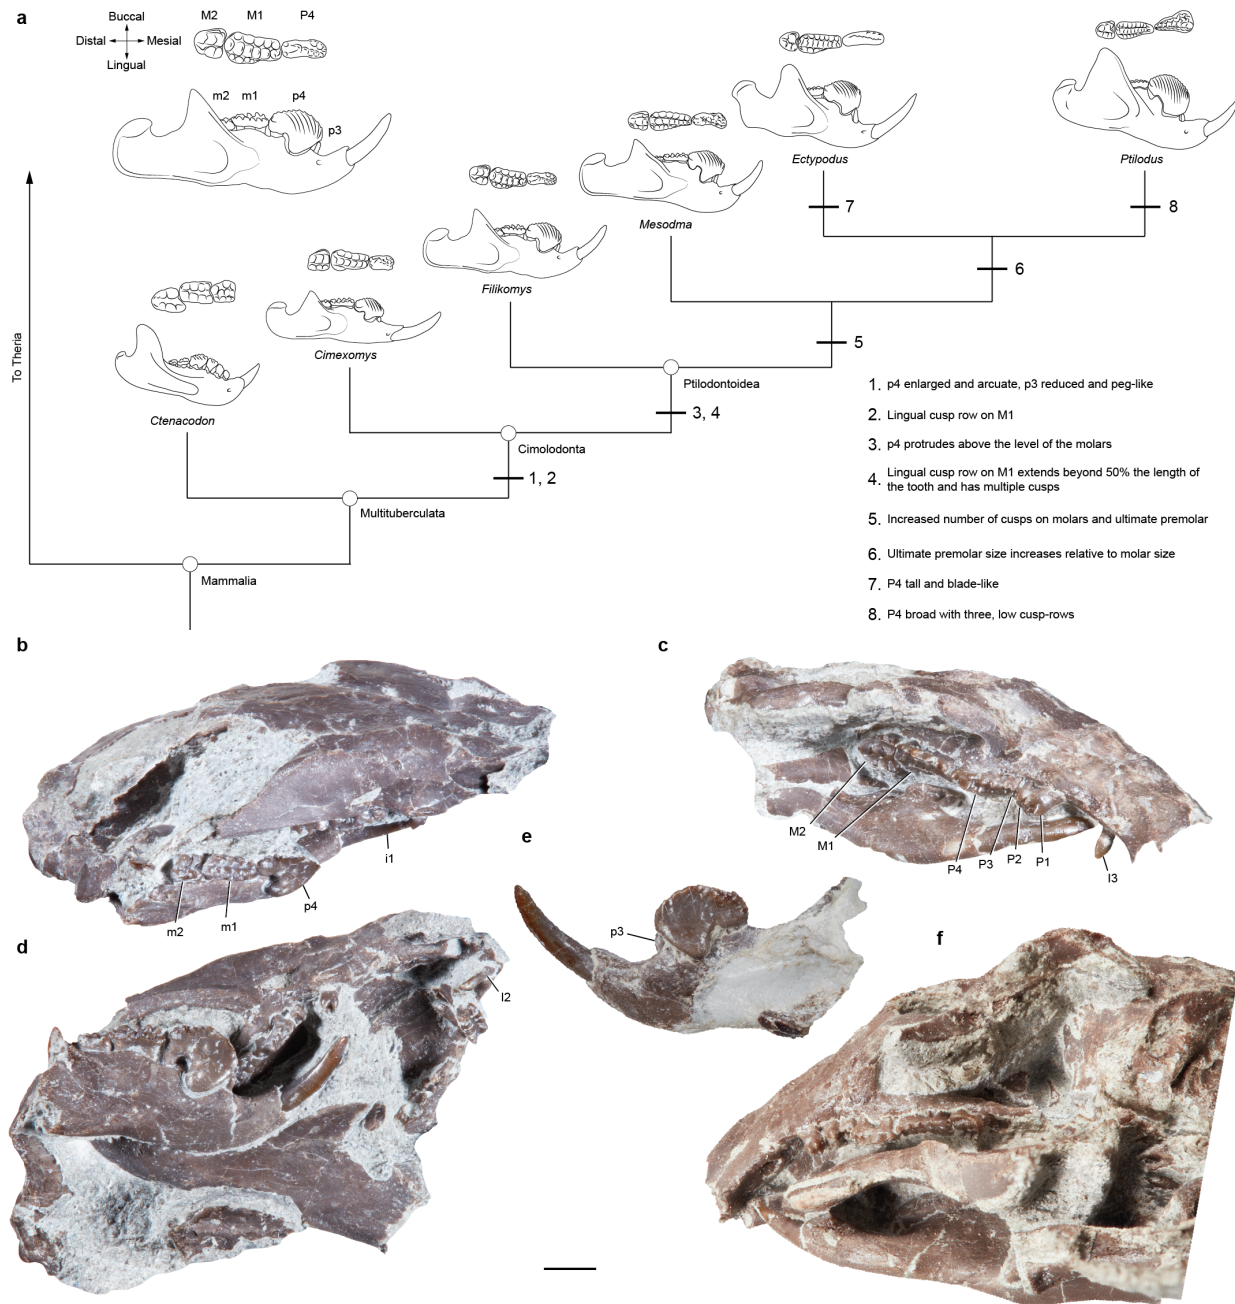 a
Buccal
Distal
Mesial
Lingual
M2 M1 P4
m2 m1 p4
p3
To Theria
Ctenacodon
Cimexomys
Filikomys
Mesodma
Ectypodus
Ptilodus
7
8
6
5
Ptilodontoidea
3, 4
Cimolodonta
1, 2
Multituberculata
Mammalia
1. p4 enlarged and arcuate, p3 reduced and peg-like
2. Lingual cusp row on M1
3. p4 protrudes above the level of the molars
4. Lingual cusp row on M1 extends beyond 50% the length of
the tooth and has multiple cusps
5. Increased number of cusps on molars and ultimate premolar
6. Ultimate premolar size increases relative to molar size
7. P4 tall and blade-like
8. P4 broad with three, low cusp-rows
b
i1
p4
m1
m2
c
M2
M1
P4
P3
P2
P1
I3
d
I2
e
p3
f